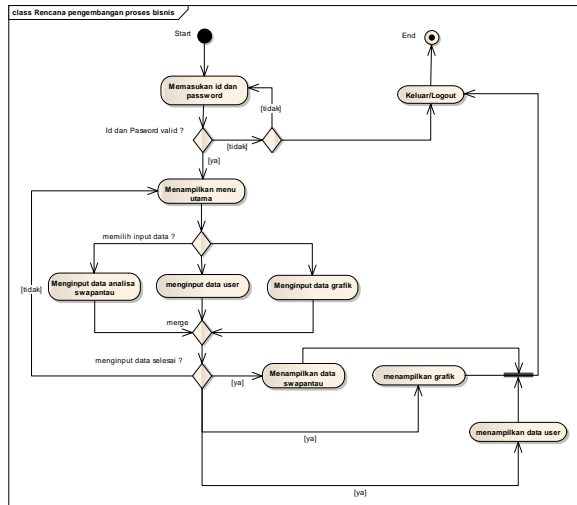 class Rencana pengembangan proses bisnis
Start
End
Memasukan id dan
password
Keluar/Logout
[tidak]
Id dan Pasword valid ?
[tidak]
[ya]
Menampilkan menu
utama
memilih input data ?
Menginput data analisa
swapantau
menginput data user
Menginput data grafik
[tidak]
merge
menginput data selesai ?
[ya]
Menampilkan data
swapantau
menampilkan grafik
menampilkan data user
[ya]
[ya]